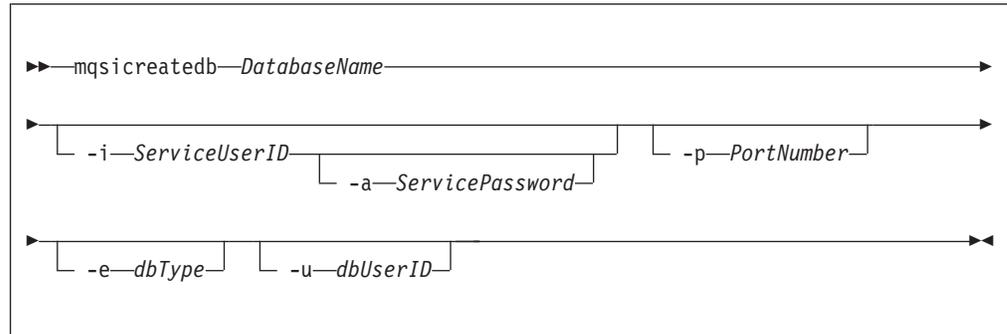 mqsicreatedb DatabaseName
-i ServiceUserID -p PortNumber
-a ServicePassword
-e dbType -u dbUserID